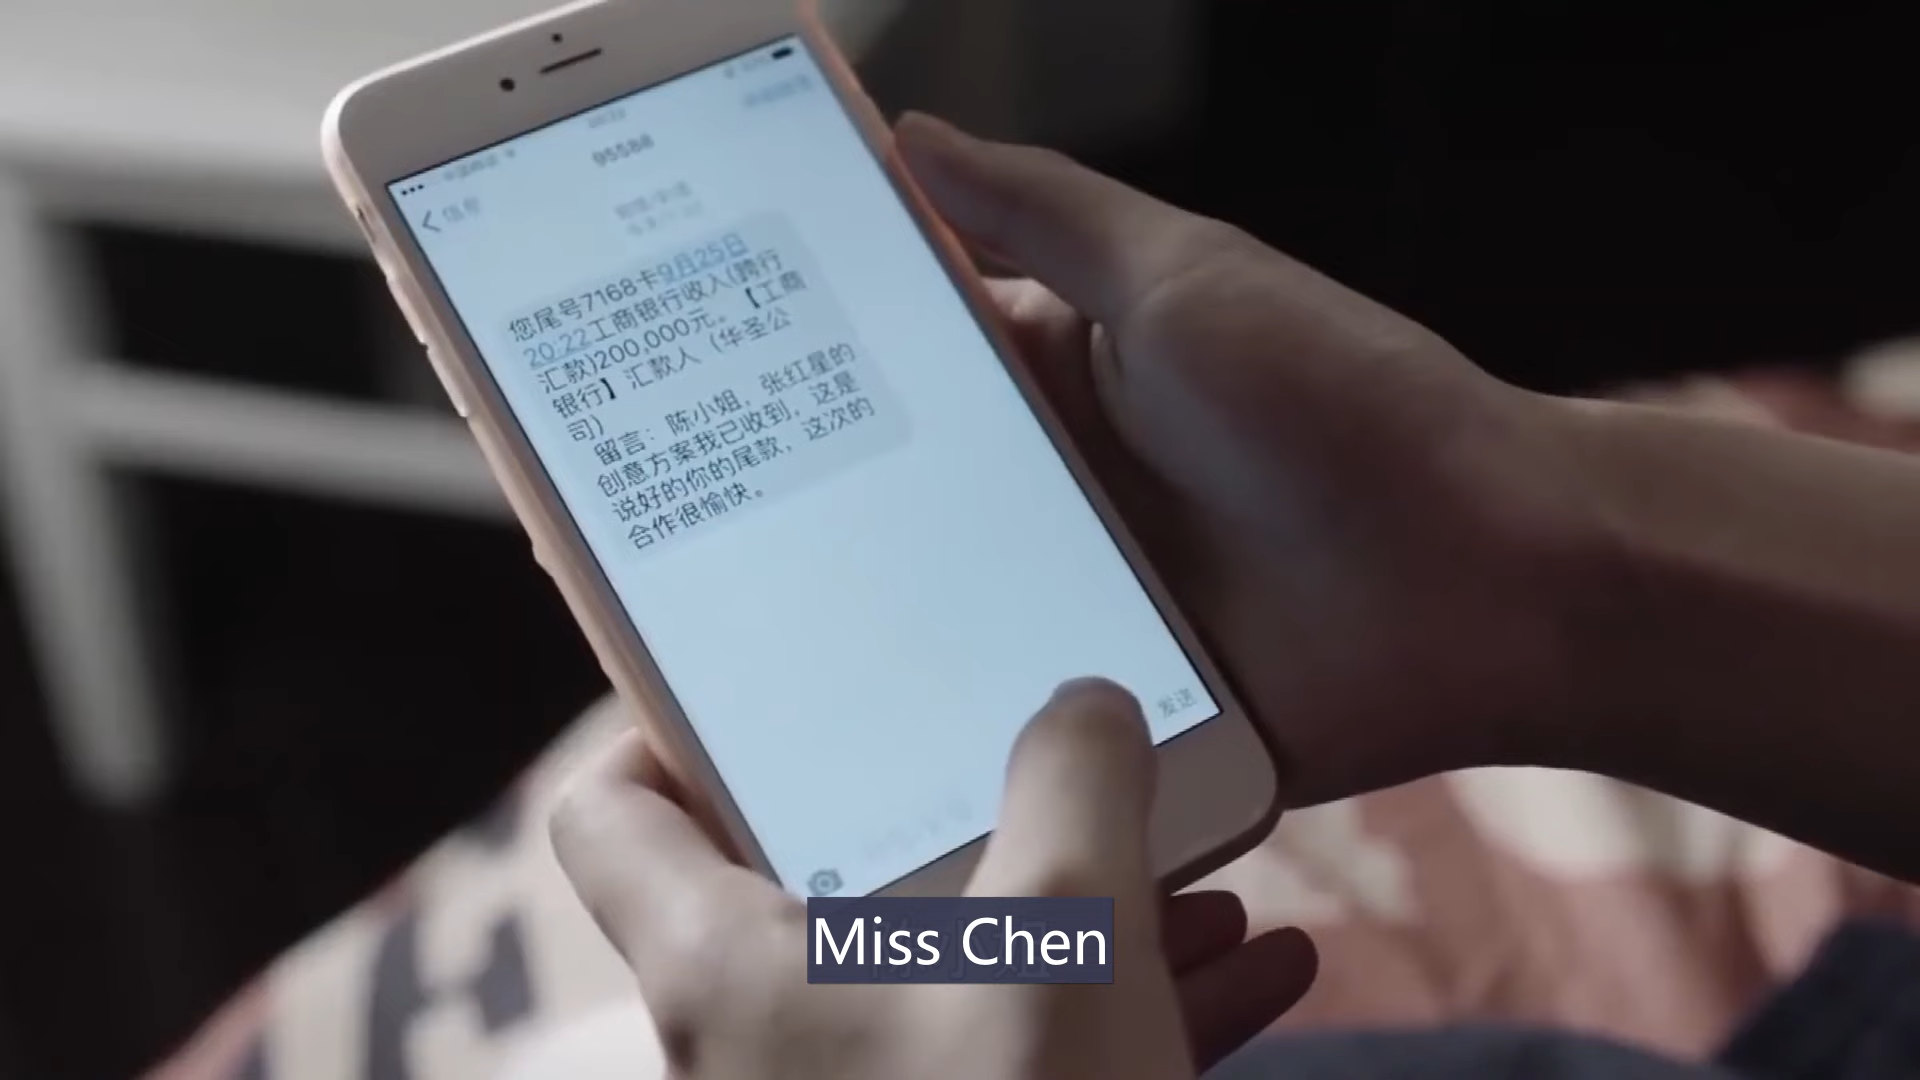 95588
信息
您尾号7168卡9月25日
20:22工商银行收入(跨行
汇款)200,000元。【工商
银行】汇款人（华圣公
司）
留言：陈小姐，张红星的
创意方案我已收到，这是
说好的你的尾款，这次的
合作很愉快。
发送
Miss Chen